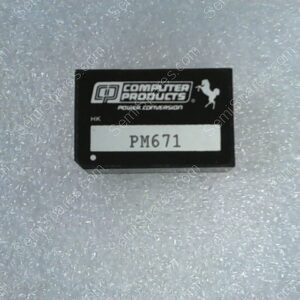 COMPUTER
PRODUCTS
POWER CONVERSION
HK
PM671